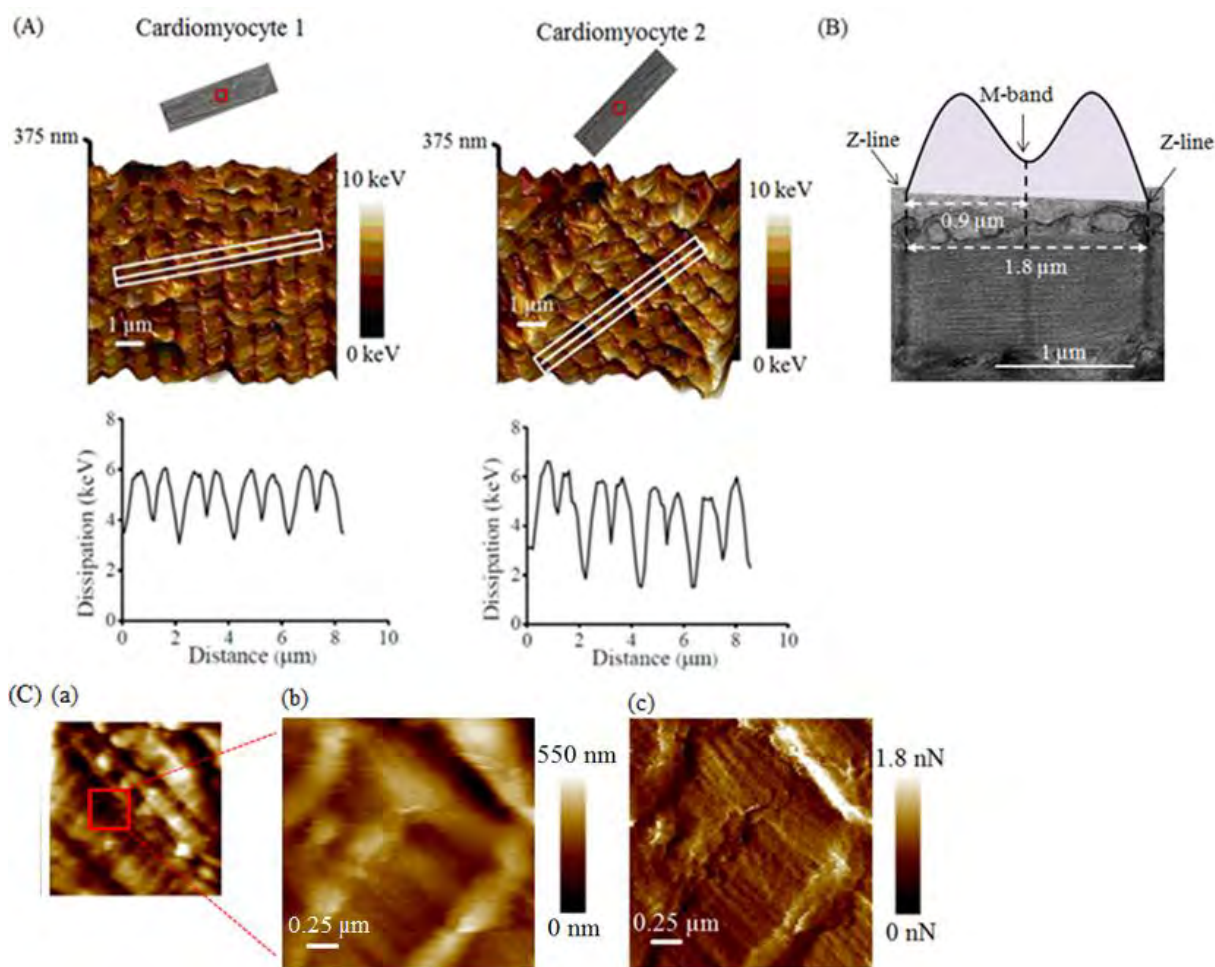 (A)
Cardiomyocyte 1
375 nm
10 keV
0 keV
1 µm
Dissipation (keV)
8
6
4
2
0
0 2 4 6 8 10
Distance (µm)
Cardiomyocyte 2
375 nm
10 keV
0 keV
1 µm
Dissipation (keV)
8
6
4
2
0
0 2 4 6 8 10
Distance (µm)
(B)
M-band
Z-line
Z-line
0.9 µm
1.8 µm
1 µm
(C) (a)
(b)
550 nm
0 nm
0.25 µm
(c)
1.8 nN
0 nN
0.25 µm